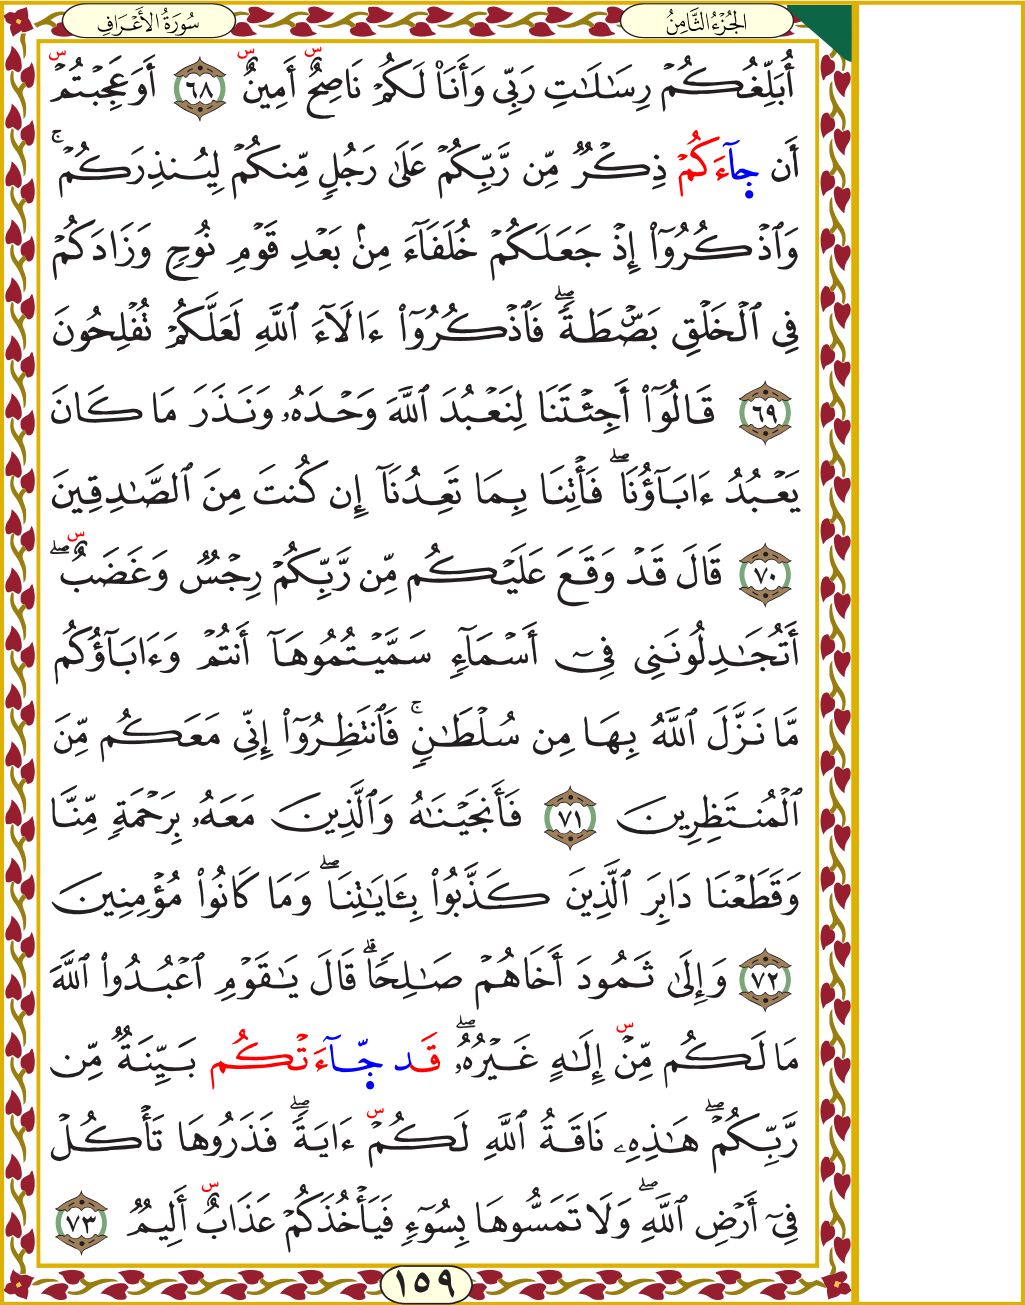 سُورَةُ الأَعْرَافِ
الجُزْءُ الثَّامِنُ
أُبَلِّغُكُمْ رِسَٰلَٰتِ رَبِّى وَأَنَا۠ لَكُمْ نَاصِحٌ أَمِينٌ ٦٨ أَوَعَجِبْتُمْ
أَن جَآءَكُمْ ذِكْرٌ مِّن رَّبِّكُمْ عَلَىٰ رَجُلٍ مِّنكُمْ لِيُنذِرَكُمْ ۚ
وَٱذْكُرُوٓا۟ إِذْ جَعَلَكُمْ خُلَفَآءَ مِنۢ بَعْدِ قَوْمِ نُوحٍ وَزَادَكُمْ
فِى ٱلْخَلْقِ بَصْۜطَةً ۖ فَٱذْكُرُوٓا۟ ءَالَآءَ ٱللَّهِ لَعَلَّكُمْ تُفْلِحُونَ
٦٩ قَالُوٓا۟ أَجِئْتَنَا لِنَعْبُدَ ٱللَّهَ وَحْدَهُۥ وَنَذَرَ مَا كَانَ
يَعْبُدُ ءَابَآؤُنَا ۖ فَأْتِنَا بِمَا تَعِدُنَآ إِن كُنتَ مِنَ ٱلصَّٰدِقِينَ
٧٠ قَالَ قَدْ وَقَعَ عَلَيْكُم مِّن رَّبِّكُمْ رِجْسٌ وَغَضَبٌ ۖ
أَتُجَٰدِلُونَنِى فِىٓ أَسْمَآءٍ سَمَّيْتُمُوهَآ أَنتُمْ وَءَابَآؤُكُم
مَّا نَزَّلَ ٱللَّهُ بِهَا مِن سُلْطَٰنٍ ۚ فَٱنتَظِرُوٓا۟ إِنِّى مَعَكُم مِّنَ
ٱلْمُنتَظِرِينَ ٧١ فَأَنجَيْنَٰهُ وَٱلَّذِينَ مَعَهُۥ بِرَحْمَةٍ مِّنَّا
وَقَطَعْنَا دَابِرَ ٱلَّذِينَ كَذَّبُوا۟ بِـَٔايَٰتِنَا ۖ وَمَا كَانُوا۟ مُؤْمِنِينَ
٧٢ وَإِلَىٰ ثَمُودَ أَخَاهُمْ صَٰلِحًا ۗ قَالَ يَٰقَوْمِ ٱعْبُدُوا۟ ٱللَّهَ
مَا لَكُم مِّنْ إِلَٰهٍ غَيْرُهُۥ ۖ قَد جَّآءَتْكُم بَيِّنَةٌ مِّن
رَّبِّكُمْ ۖ هَٰذِهِۦ نَاقَةُ ٱللَّهِ لَكُمْ ءَايَةً ۖ فَذَرُوهَا تَأْكُلْ
فِىٓ أَرْضِ ٱللَّهِ ۖ وَلَا تَمَسُّوهَا بِسُوٓءٍ فَيَأْخُذَكُمْ عَذَابٌ أَلِيمٌ ٧٣
١٥٩